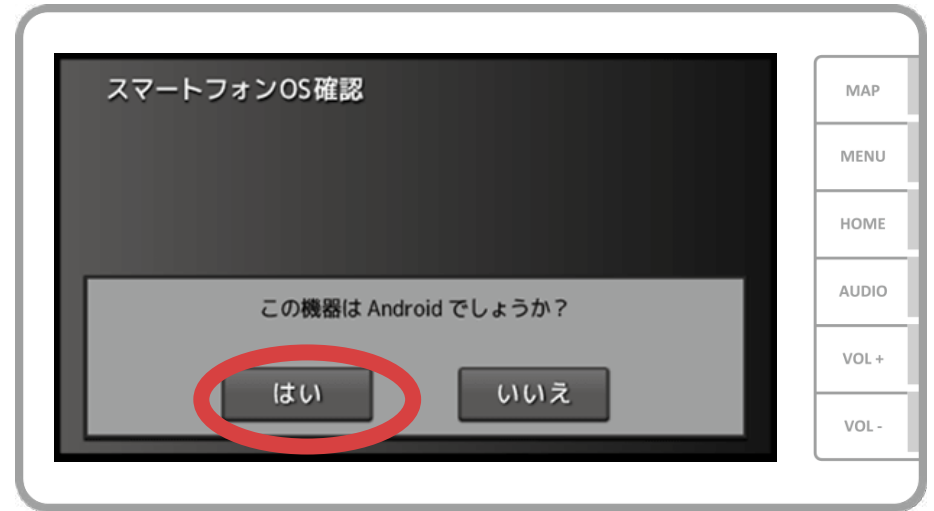 スマートフォンOS確認
この機器は Android でしょうか？
はい
いいえ
MAP
MENU
HOME
AUDIO
VOL +
VOL -